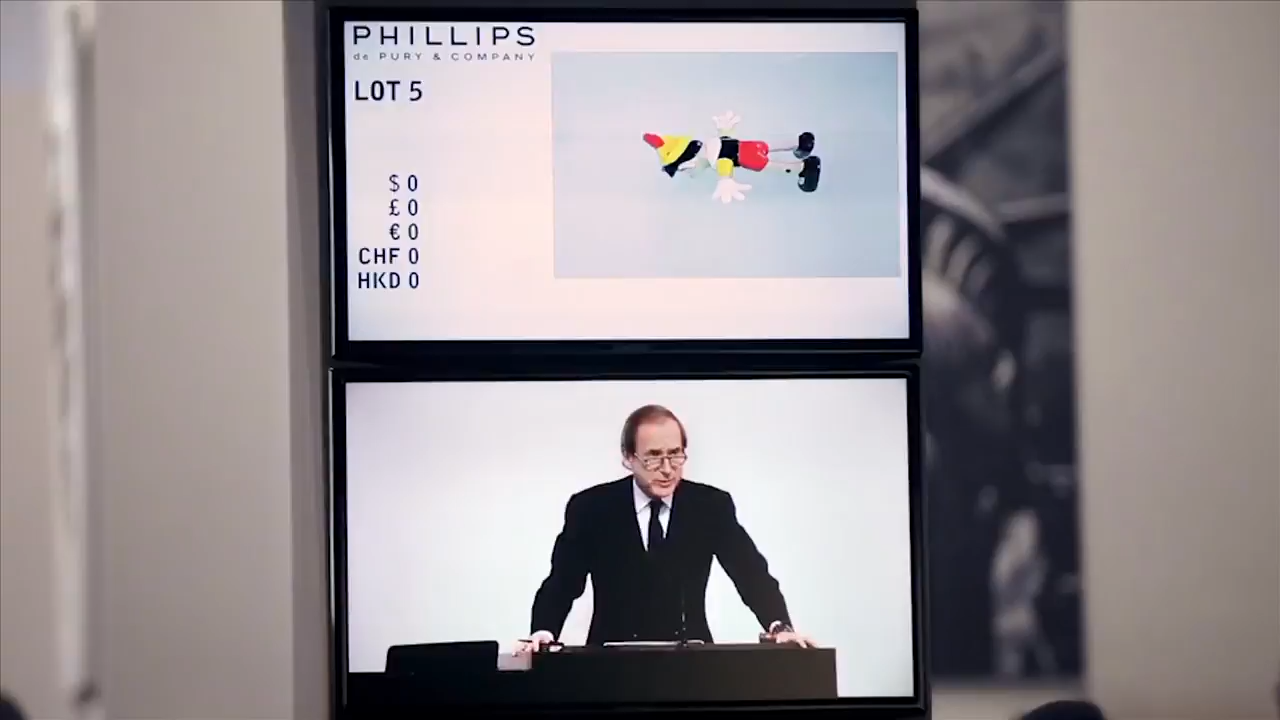 PHILLIPS
de PURY & COMPANY
LOT 5
$ 0
£ 0
€ 0
CHF 0
HKD 0